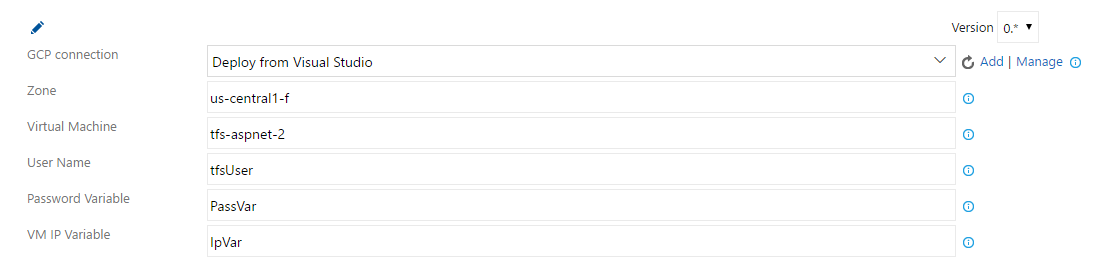 Version 0.*
GCP connection Deploy from Visual Studio Add | Manage
Zone us-central1-f
Virtual Machine tfs-aspnet-2
User Name tfsUser
Password Variable PassVar
VM IP Variable IpVar